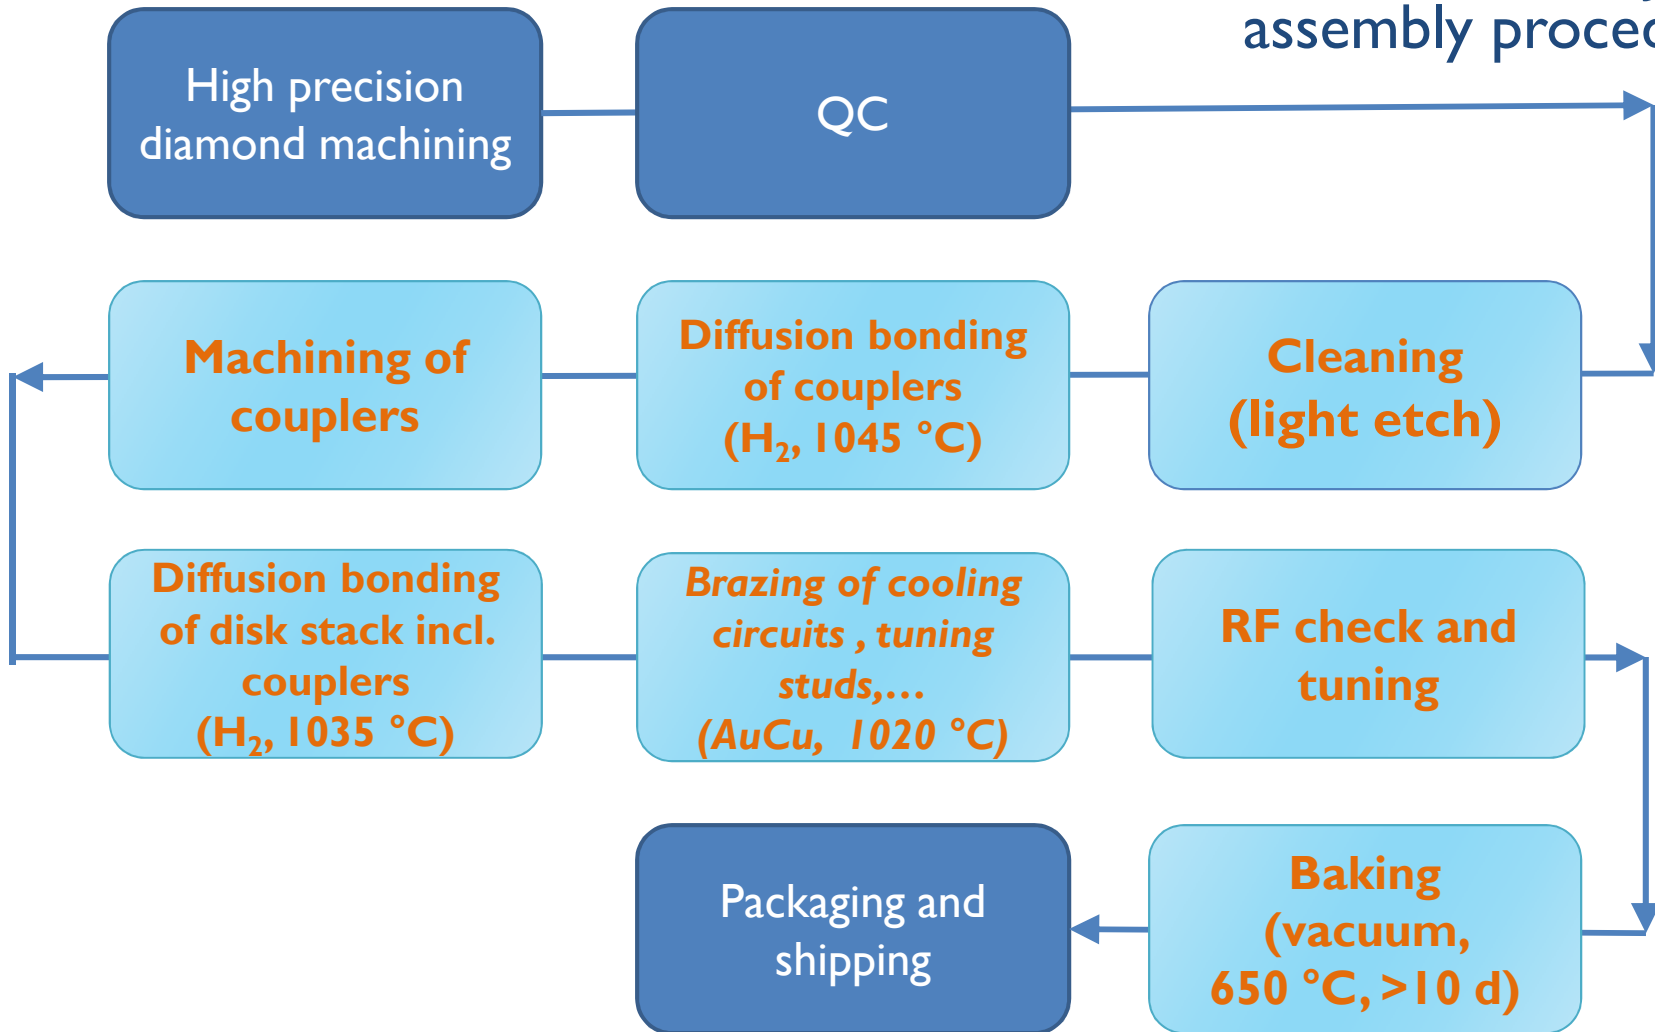 assembly
High precision
diamond machining
QC
Machining of
couplers
Diffusion bonding
of couplers
(H₂, 1045 °C)
Cleaning
(light etch)
Diffusion bonding
of disk stack incl.
couplers
(H₂, 1035 °C)
Brazing of cooling
circuits , tuning
studs,…
(AuCu, 1020 °C)
RF check and
tuning
Packaging and
shipping
Baking
(vacuum,
650 °C, >10 d)